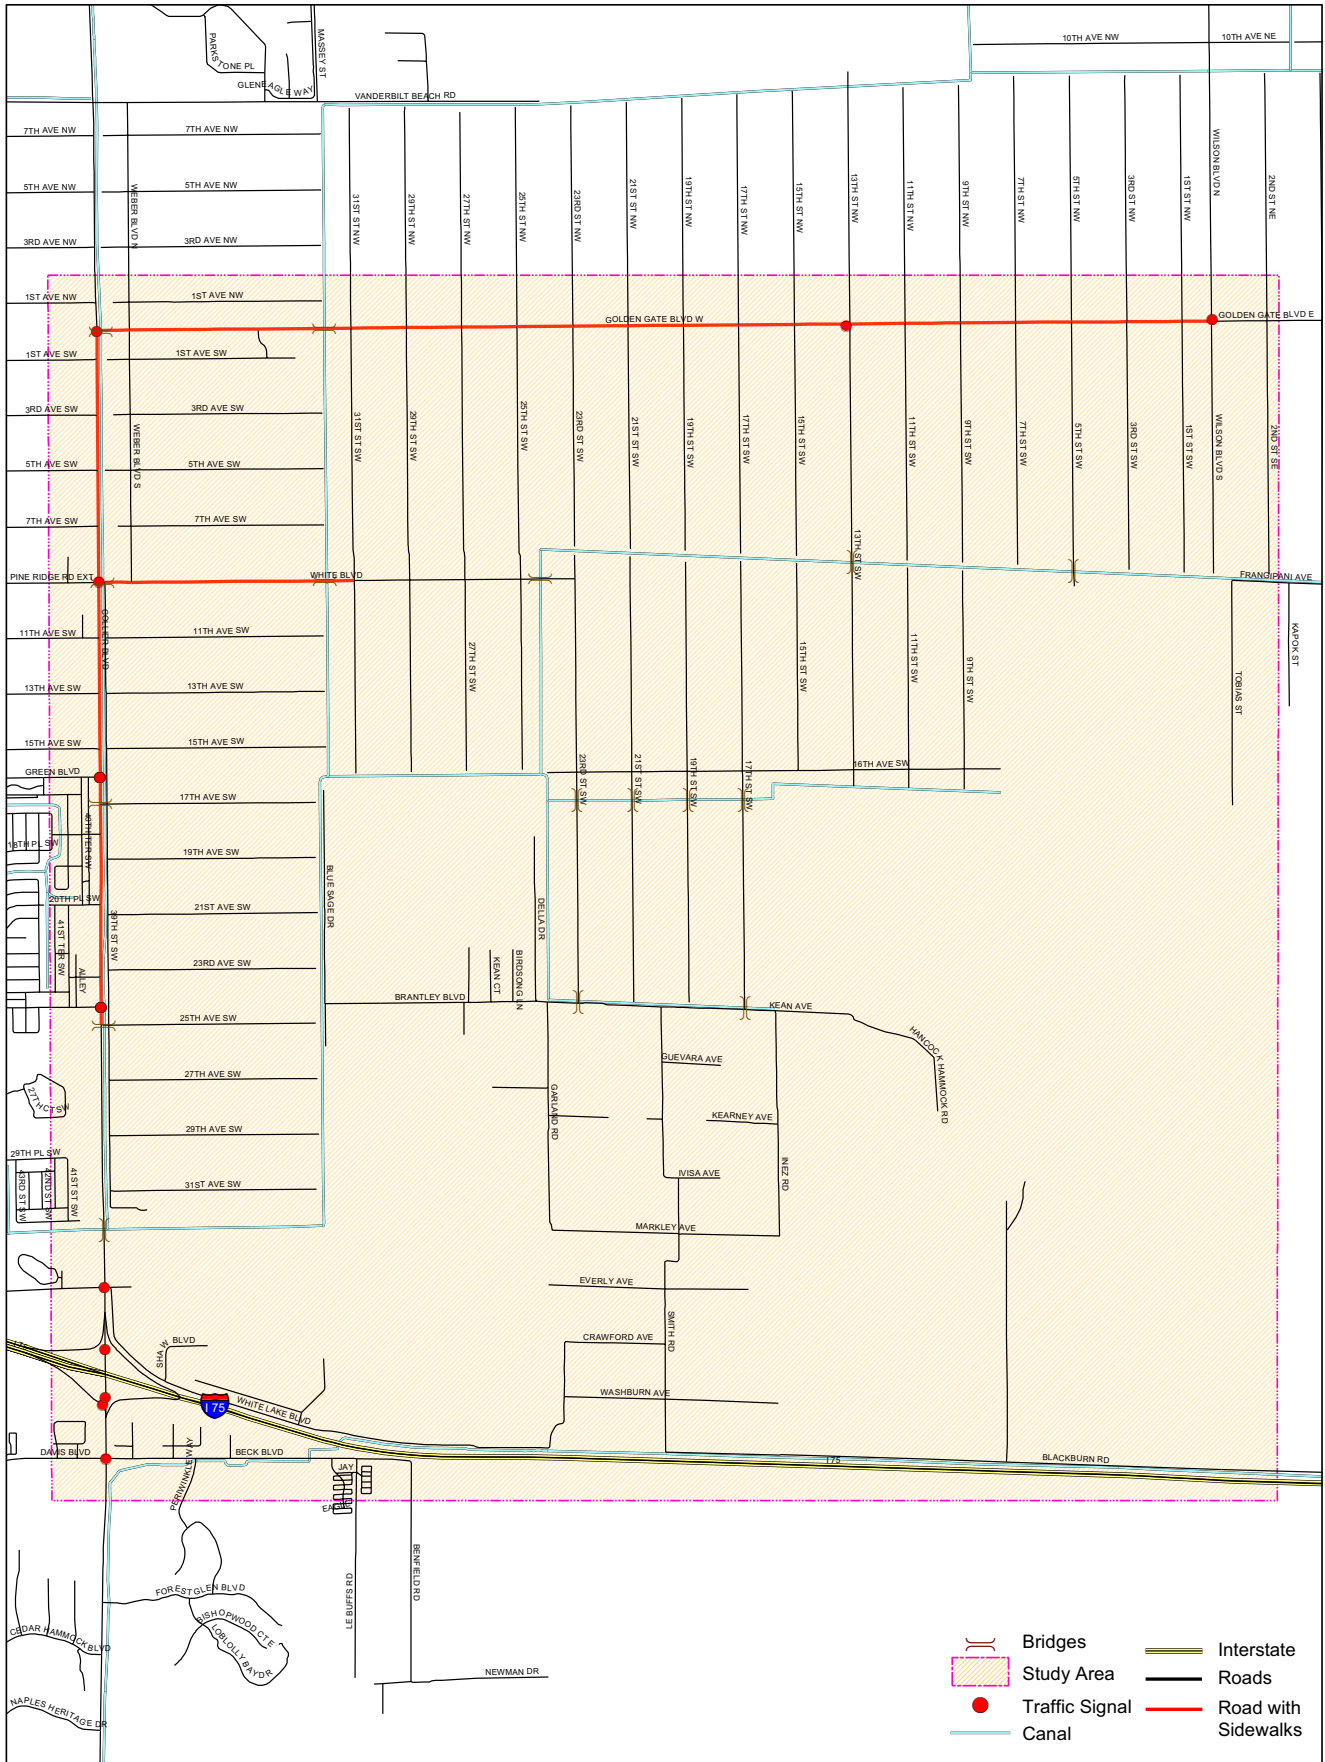 10TH AVE NW
10TH AVE NE
PARKSTONE PL
MASSEY ST
GLENEAGLE WAY
VANDERBILT BEACH RD
7TH AVE NW
7TH AVE NW
5TH AVE NW
5TH AVE NW
3RD AVE NW
3RD AVE NW
WEBER BLVD N
31ST ST NW
29TH ST NW
27TH ST NW
25TH ST NW
23RD ST NW
21ST ST NW
19TH ST NW
17TH ST NW
15TH ST NW
13TH ST NW
11TH ST NW
9TH ST NW
7TH ST NW
5TH ST NW
3RD ST NW
1ST ST NW
WILSON BLVD N
2ND ST NE
1ST AVE NW
1ST AVE NW
GOLDEN GATE BLVD W
GOLDEN GATE BLVD E
1ST AVE SW
1ST AVE SW
3RD AVE SW
3RD AVE SW
WEBER BLVD S
31ST ST SW
29TH ST SW
25TH ST SW
23RD ST SW
21ST ST SW
19TH ST SW
17TH ST SW
15TH ST SW
11TH ST SW
9TH ST SW
7TH ST SW
5TH ST SW
3RD ST SW
1ST ST SW
WILSON BLVD S
2ND ST SE
5TH AVE SW
5TH AVE SW
7TH AVE SW
7TH AVE SW
13TH ST SW
PINE RIDGE RD EXT
WHITE BLVD
FRANGIPANI AVE
COLLIER BLVD
11TH AVE SW
11TH AVE SW
27TH ST SW
15TH ST SW
11TH ST SW
9TH ST SW
TOBIAS ST
KAPOK ST
13TH AVE SW
13TH AVE SW
15TH AVE SW
15TH AVE SW
16TH AVE SW
GREEN BLVD
23RD ST SW
21ST ST SW
19TH ST SW
17TH ST SW
17TH AVE SW
18TH PL SW
40TH TER SW
19TH AVE SW
BLUE SAGE DR
DELLA DR
20TH PL SW
21ST AVE SW
39TH ST SW
41ST TER SW
ALLEY
23RD AVE SW
KEAN CT
BIRDSONG LN
BRANTLEY BLVD
KEAN AVE
25TH AVE SW
HANCOCK HAMMOCK RD
GUEVARA AVE
27TH AVE SW
27TH CT SW
GARLAND RD
KEARNEY AVE
29TH AVE SW
29TH PL SW
IVISA AVE
INEZ RD
43RD ST SW
42ND ST SW
41ST ST SW
31ST AVE SW
MARKLEY AVE
EVERLY AVE
SMITH RD
CRAWFORD AVE
SHAW BLVD
I 75
WASHBURN AVE
I 75
WHITE LAKE BLVD
DAVIS BLVD
BECK BLVD
PERIWINKLE WAY
JAY
EAGLE
I 75
BLACKBURN RD
BENFIELD RD
LE BUFFS RD
FOREST GLEN BLVD
BISHOPWOOD CT E
LOBLOLLY BAY DR
CEDAR HAMMOCK BLVD
NEWMAN DR
NAPLES HERITAGE DR
Bridges
Study Area
Traffic Signal
Canal
Interstate
Roads
Road with
Sidewalks